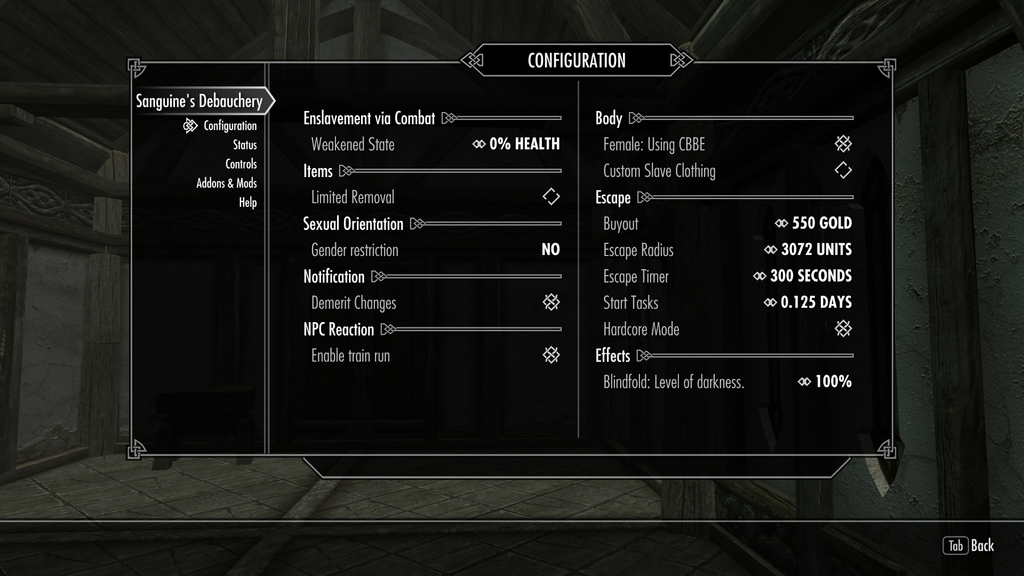 CONFIGURATION
Sanguine's Debauchery
Configuration
Status
Controls
Addons & Mods
Help
Enslavement via Combat
Weakened State 0% HEALTH
Items
Limited Removal
Sexual Orientation
Gender restriction NO
Notification
Demerit Changes
NPC Reaction
Enable train run
Body
Female: Using CBBE
Custom Slave Clothing
Escape
Buyout 550 GOLD
Escape Radius 3072 UNITS
Escape Timer 300 SECONDS
Start Tasks 0.125 DAYS
Hardcore Mode
Effects
Blindfold: Level of darkness. 100%
Tab Back